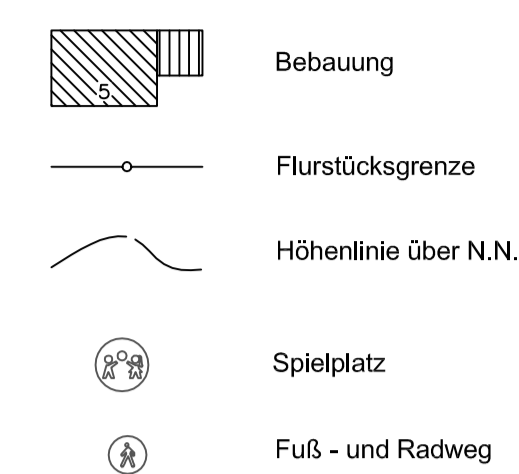 5
Bebauung
Flurstücksgrenze
Höhenlinie über N.N.
Spielplatz
Fuß - und Radweg